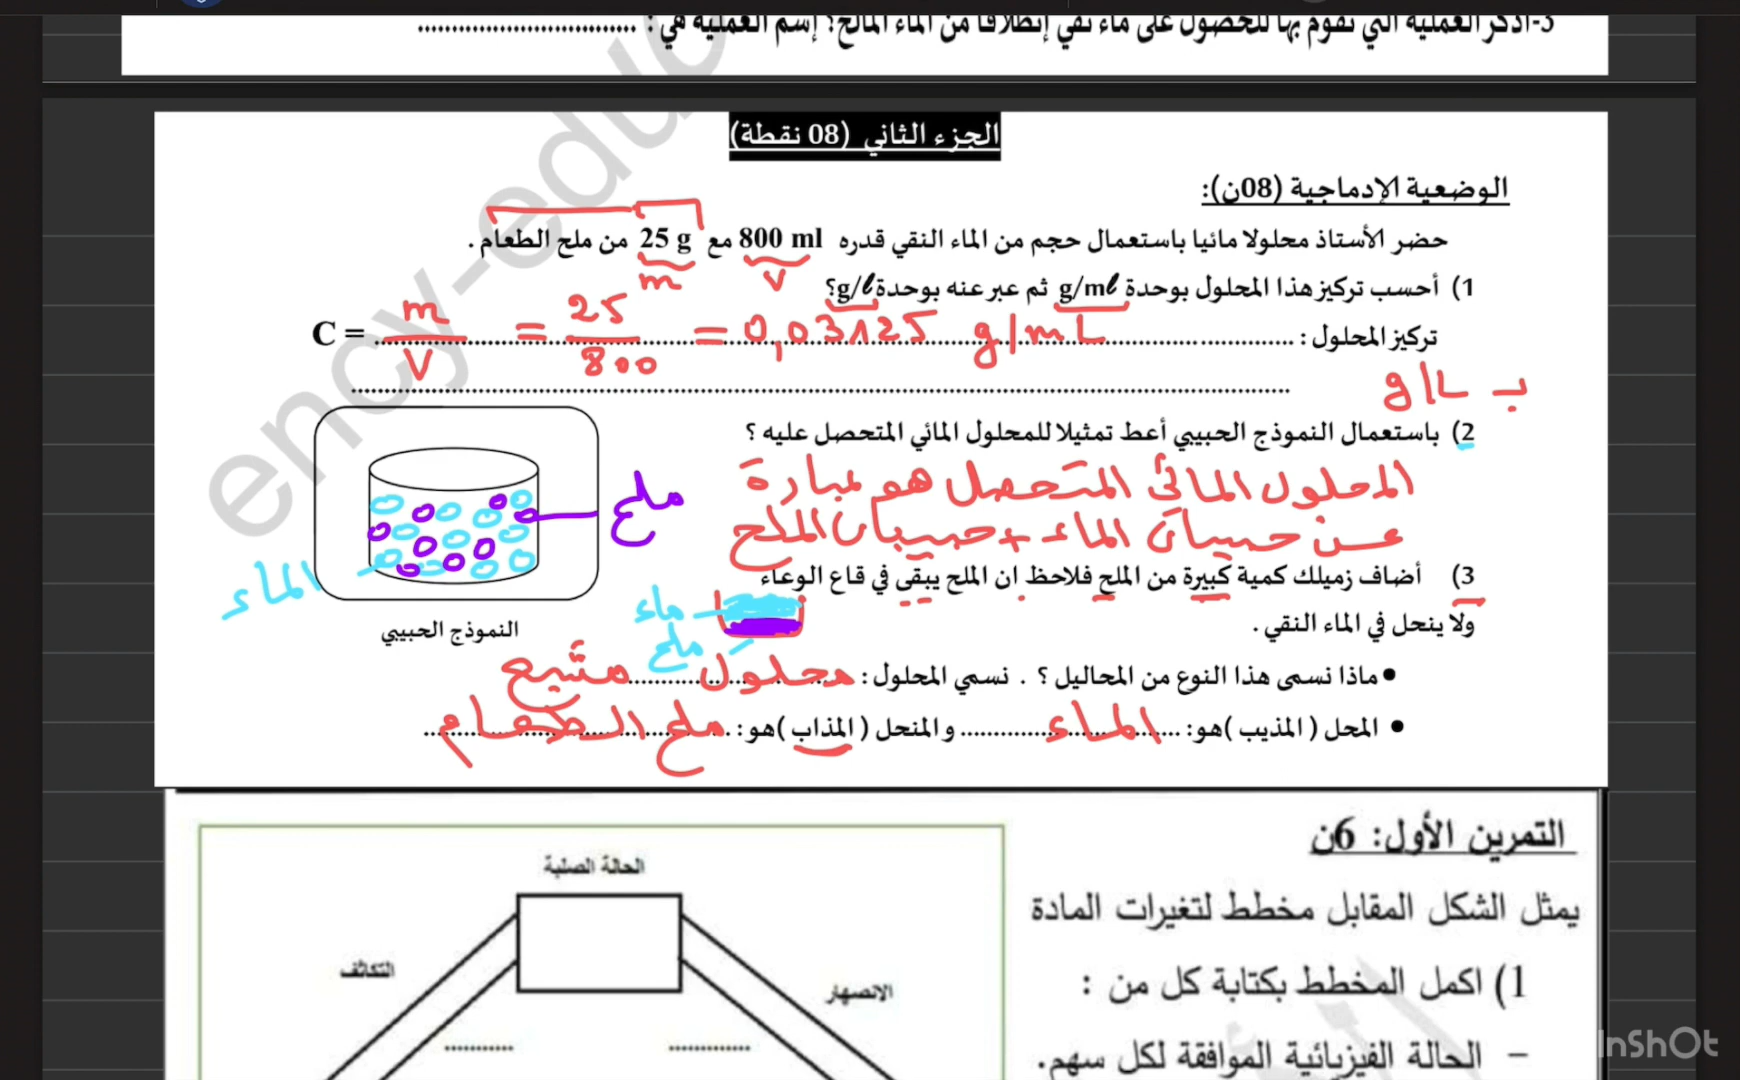 3-اذكر العملية التي نقوم بها للحصول على ماء نقي إنطلاقا من الماء المالح؟ إسم العملية هي : ................................
الجزء الثاني (08 نقطة)
الوضعية الإدماجية (08ن):
حضر الأستاذ محلولا مائيا باستعمال حجم من الماء النقي قدره 800 ml مع 25 g من ملح الطعام .
m V
1) أحسب تركيز هذا المحلول بوحدة g/mℓ ثم عبر عنه بوحدة g/ℓ؟
تركيز المحلول : C = m/V = 25/800 = 0,03125 g/mL
ب g/L
2) باستعمال النموذج الحبيبي أعط تمثيلا للمحلول المائي المتحصل عليه ؟
المحلول المائي المتحصل هو عبارة
عن حبيبات الماء + حبيبات الملح
ملح
الماء
النموذج الحبيبي
3) أضاف زميلك كمية كبيرة من الملح فلاحظ ان الملح يبقى في قاع الوعاء
ولا ينحل في الماء النقي .
ماء
ملح
● ماذا نسمى هذا النوع من المحاليل ؟ . نسمي المحلول : محلول متبع
● المحل ( المذيب )هو: الماء والمنحل ( المذاب )هو: ملح الطعام
التمرين الأول: 6ن
يمثل الشكل المقابل مخطط لتغيرات المادة
1) اكمل المخطط بكتابة كل من :
– الحالة الفيزيائية الموافقة لكل سهم.
الحالة الصلبة
التكاثف
الانصهار
ency-edu
InShOt